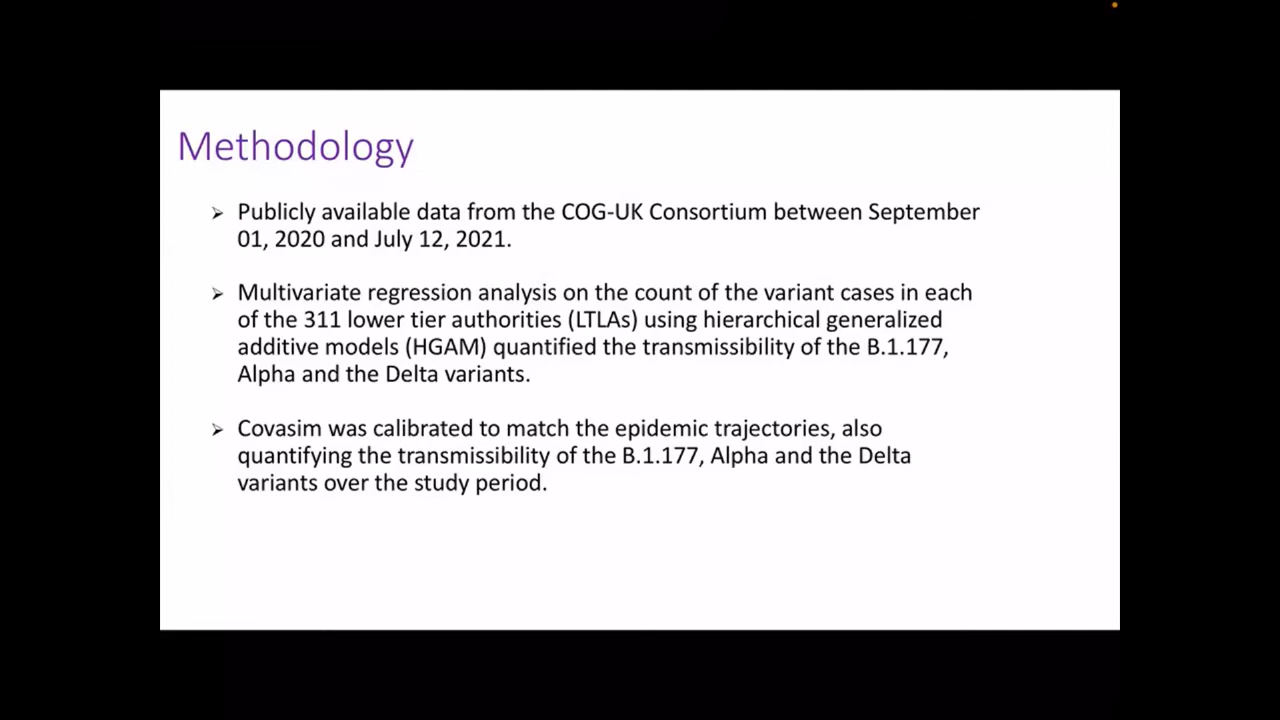 Methodology
➢ Publicly available data from the COG-UK Consortium between September
01, 2020 and July 12, 2021.
➢ Multivariate regression analysis on the count of the variant cases in each
of the 311 lower tier authorities (LTLAs) using hierarchical generalized
additive models (HGAM) quantified the transmissibility of the B.1.177,
Alpha and the Delta variants.
➢ Covasim was calibrated to match the epidemic trajectories, also
quantifying the transmissibility of the B.1.177, Alpha and the Delta
variants over the study period.